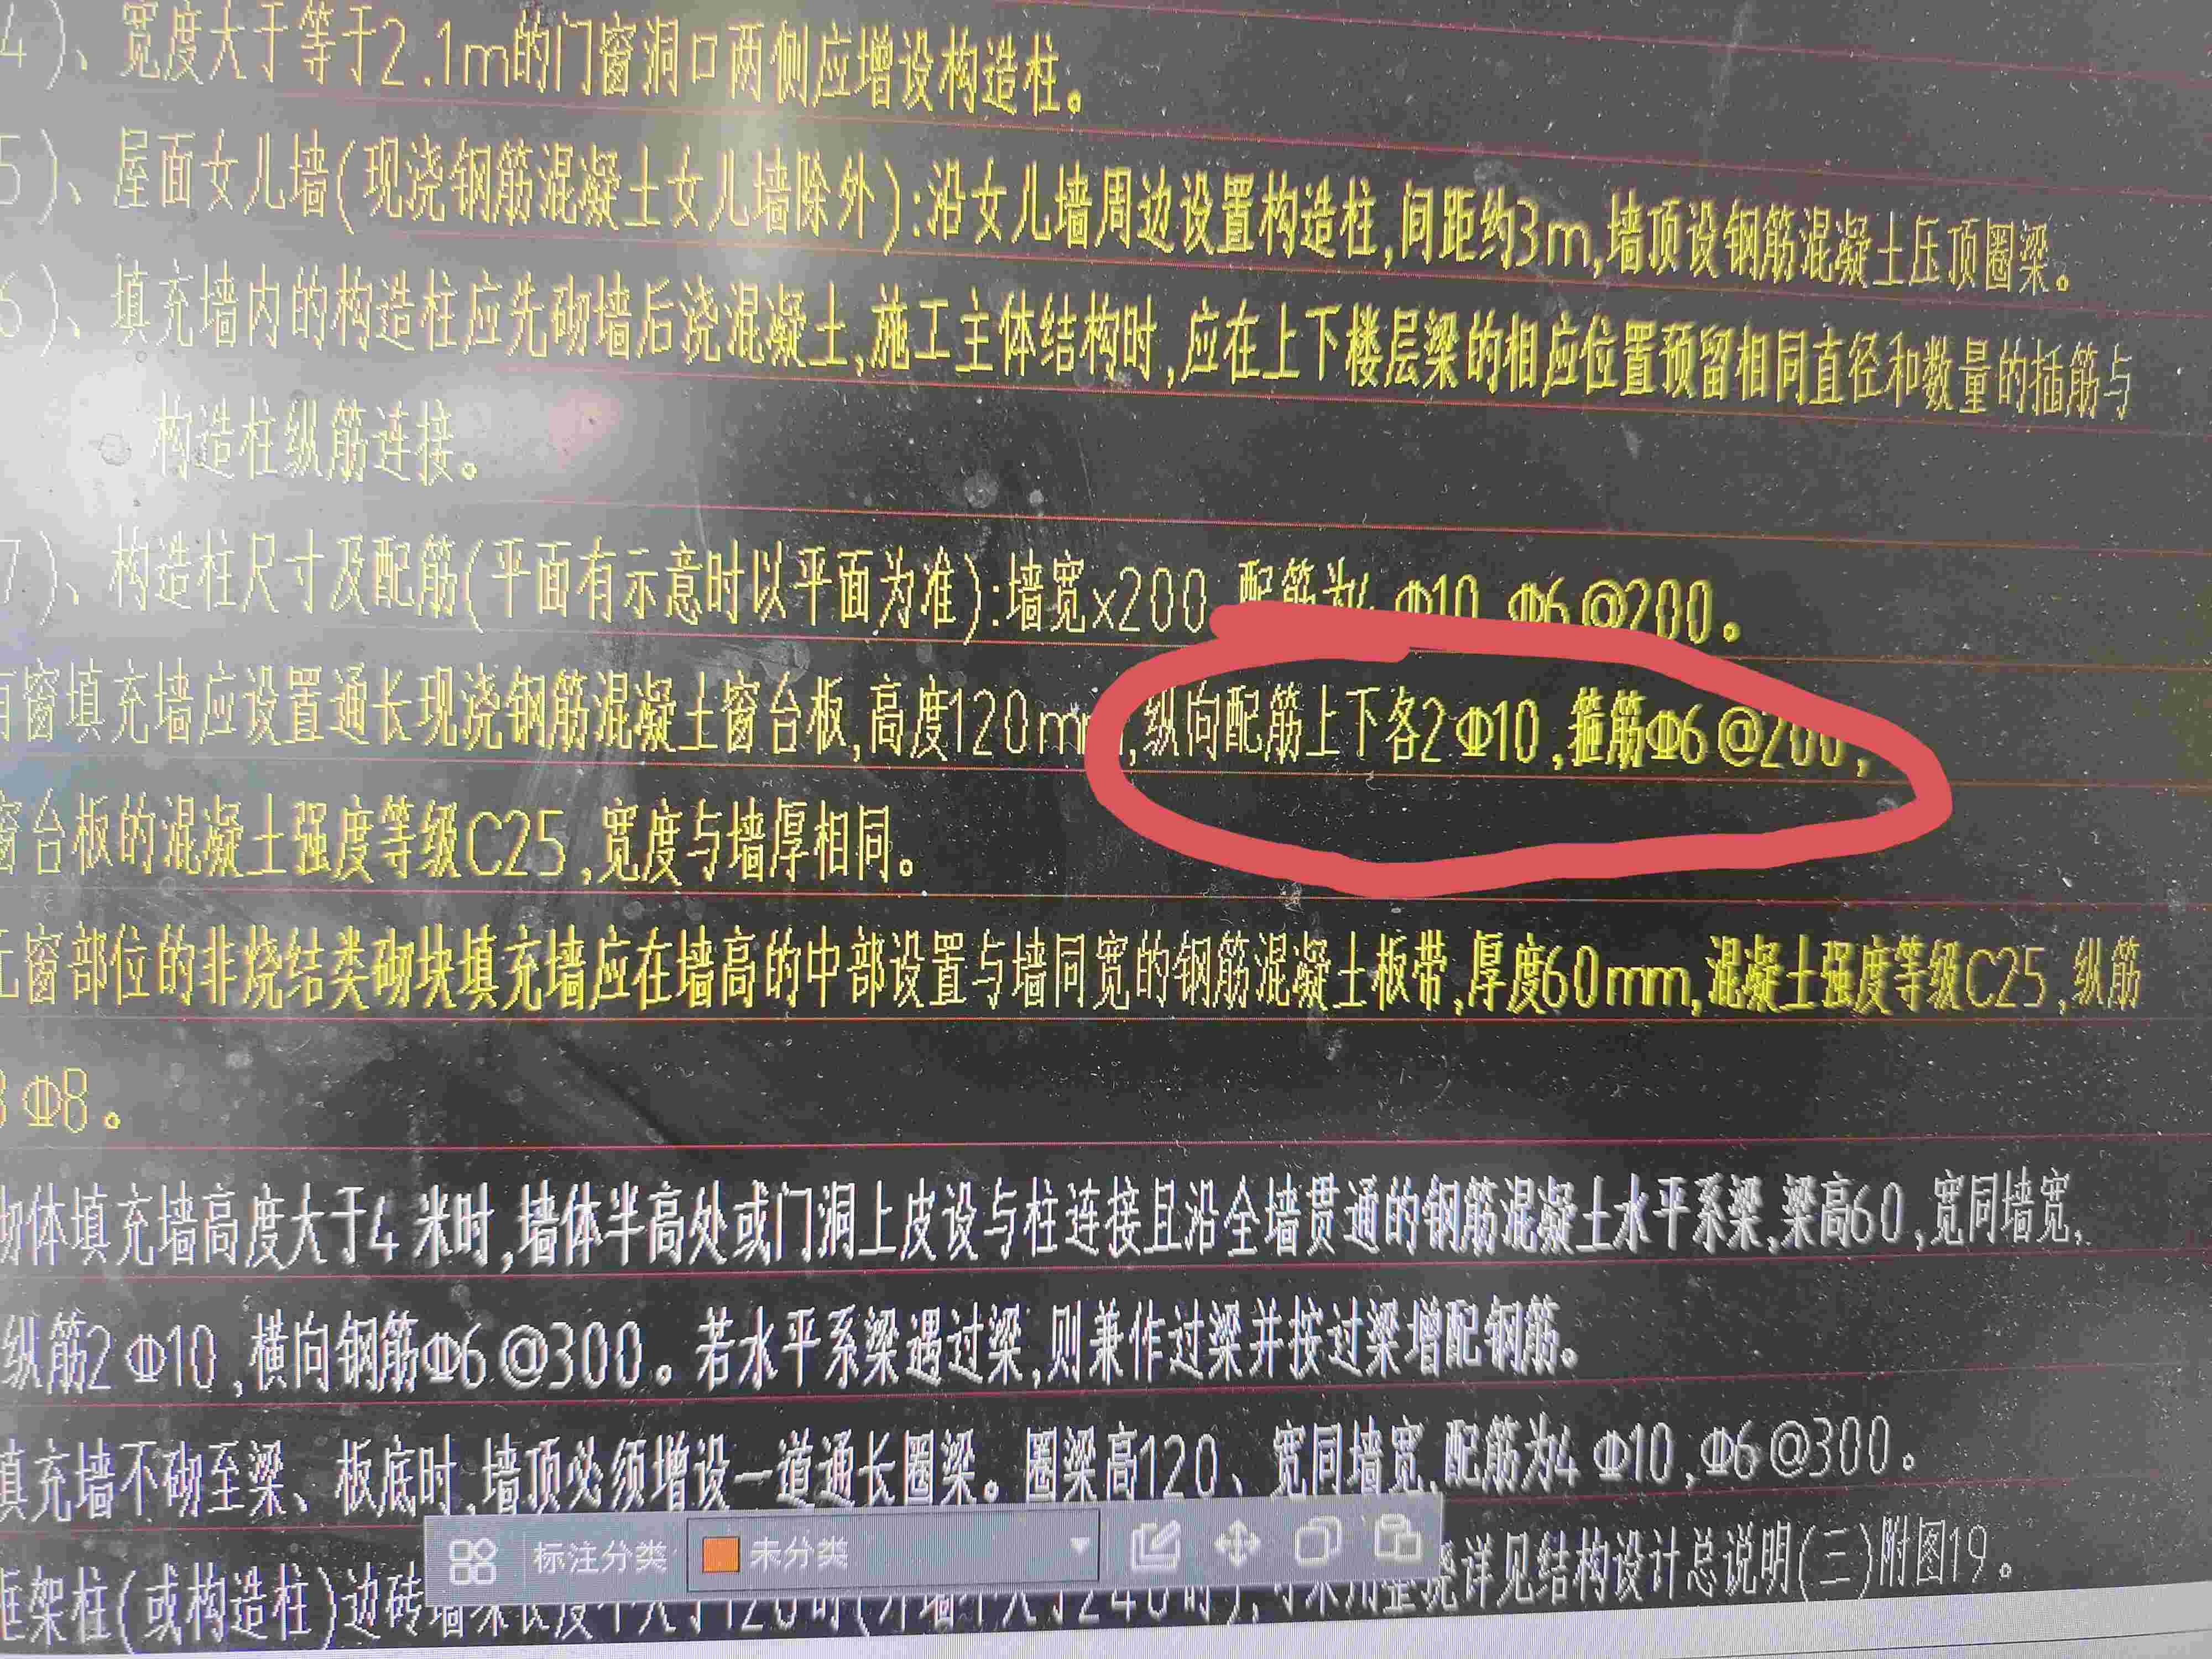 4)、宽度大于等于2.1m的门窗洞口两侧应增设构造柱。
5)、屋面女儿墙(现浇钢筋混凝土女儿墙除外):沿女儿墙周边设置构造柱,间距约3m,墙顶设钢筋混凝土压顶圈梁。
6)、填充墙内的构造柱应先砌墙后浇混凝土,施工主体结构时,应在上下楼层梁的相应位置预留相同直径和数量的插筋与
构造柱纵筋连接。
7)、构造柱尺寸及配筋(平面有示意时以平面为准):墙宽x200,配筋为4Φ10,Φ6@200。
有窗填充墙应设置通长现浇钢筋混凝土窗台板,高度120mm,纵向配筋上下各2Φ10,箍筋Φ6@200,
窗台板的混凝土强度等级C25,宽度与墙厚相同。
窗部位的非烧结类砌块填充墙应在墙高的中部设置与墙同宽的钢筋混凝土板带,厚度60mm,混凝土强度等级C25,纵筋
3Φ8。
砌体填充墙高度大于4米时,墙体半高处或门洞上皮设与柱连接且沿全墙贯通的钢筋混凝土水平系梁,梁高60,宽同墙宽,
纵筋2Φ10,横向钢筋Φ6@300。若水平系梁遇过梁,则兼作过梁并按过梁增配钢筋。
填充墙不砌至梁、板底时,墙顶必须增设一道通长圈梁。圈梁高120、宽同墙宽,配筋为4Φ10,Φ6@300。
标注分类 未分类
框架柱(或构造柱)边砖墙 详见结构设计总说明(三)附图19。